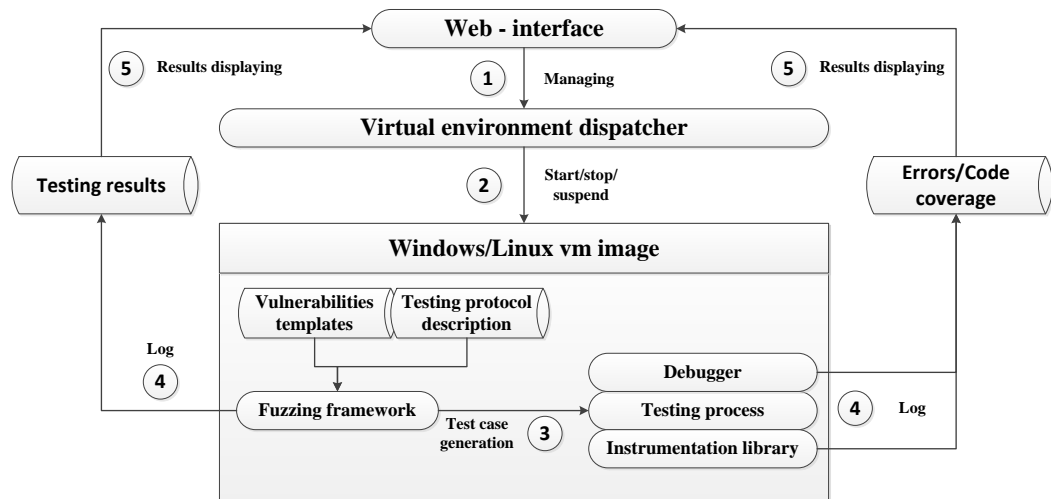 Web - interface
5
Results displaying
1
Managing
5
Results displaying
Virtual environment dispatcher
Testing results
2
Start/stop/
suspend
Errors/Code
coverage
Windows/Linux vm image
Vulnerabilities
templates
Testing protocol
description
Log
4
Fuzzing framework
Test case
generation
3
Debugger
Testing process
Instrumentation library
4
Log